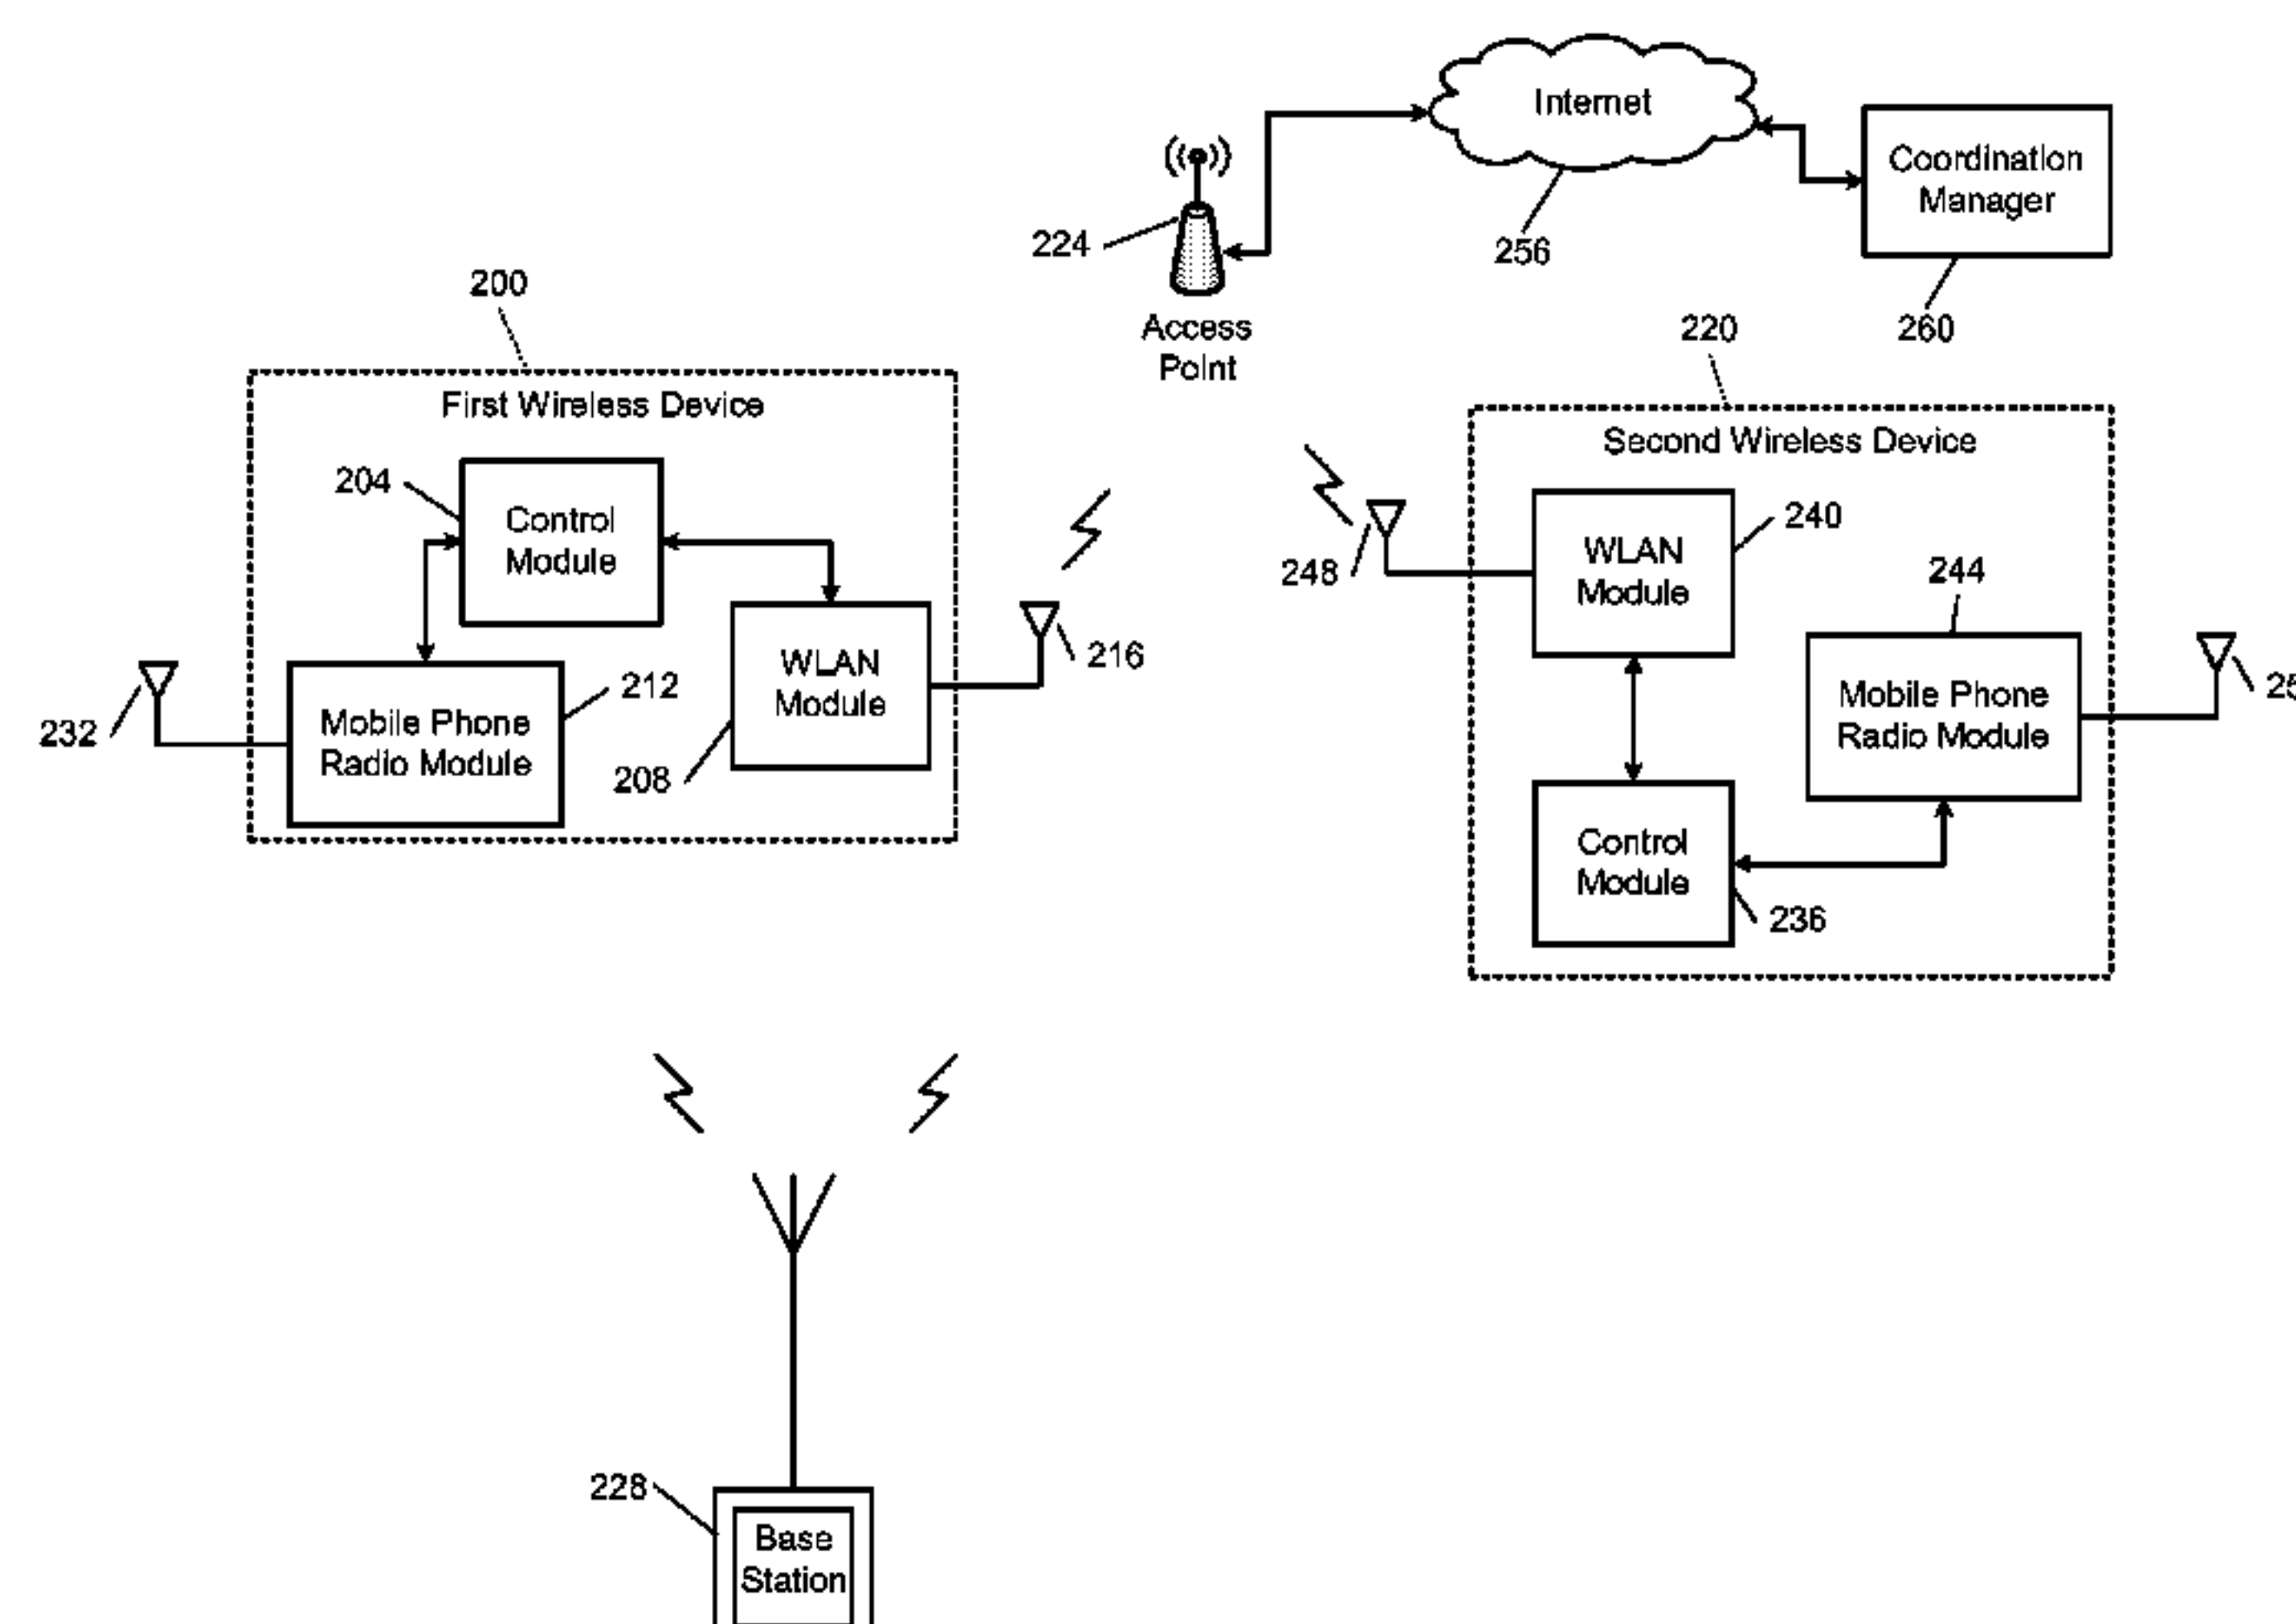 Internet
Coordination
Manager
224
256
260
Access
Point
200
First Wireless Device
204
Control
Module
216
WLAN
Module
212
232
Mobile Phone
Radio Module
208
220
Second Wireless Device
240
WLAN
Module
248
244
Mobile Phone
Radio Module
Control
Module
236
228
Base
Station